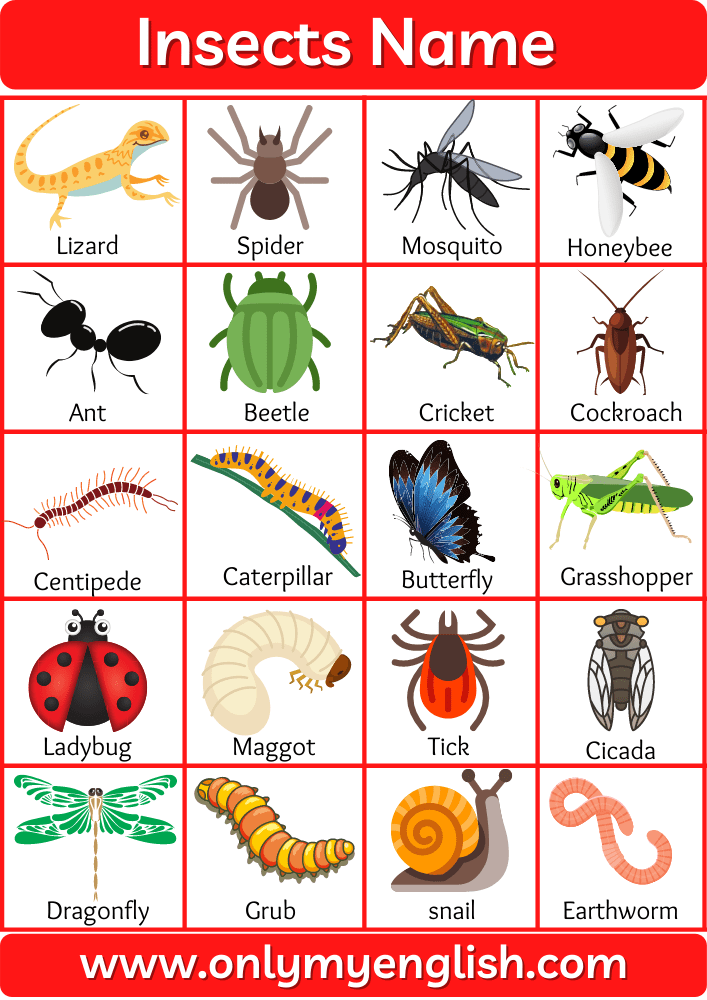 Insects Name
Lizard
Spider
Mosquito
Honeybee
Ant
Beetle
Cricket
Cockroach
Centipede
Caterpillar
Butterfly
Grasshopper
Ladybug
Maggot
Tick
Cicada
Dragonfly
Grub
snail
Earthworm
www.onlymyenglish.com